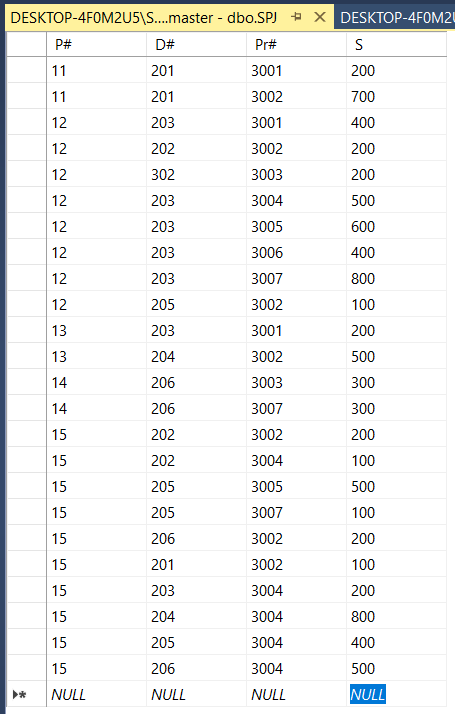 DESKTOP-4F0M2U5\S....master - dbo.SPJ DESKTOP-4F0M2U
P# D# Pr# S
11 201 3001 200
11 201 3002 700
12 203 3001 400
12 202 3002 200
12 302 3003 200
12 203 3004 500
12 203 3005 600
12 203 3006 400
12 203 3007 800
12 205 3002 100
13 203 3001 200
13 204 3002 500
14 206 3003 300
14 206 3007 300
15 202 3002 200
15 202 3004 100
15 205 3005 500
15 205 3007 100
15 206 3002 200
15 201 3002 100
15 203 3004 200
15 204 3004 800
15 205 3004 400
15 206 3004 500
NULL NULL NULL NULL